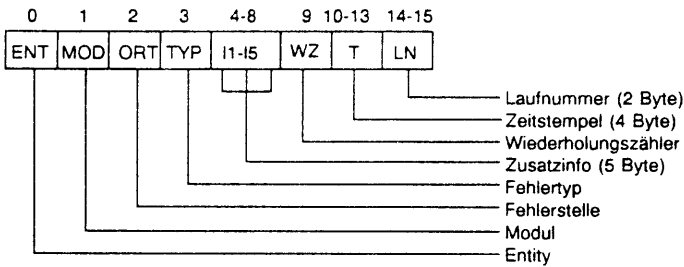 0 1 2 3 4-8 9 10-13 14-15
ENT MOD ORT TYP I1-I5 WZ T LN
Laufnummer (2 Byte)
Zeitstempel (4 Byte)
Wiederholungszähler
Zusatzinfo (5 Byte)
Fehlertyp
Fehlerstelle
Modul
Entity